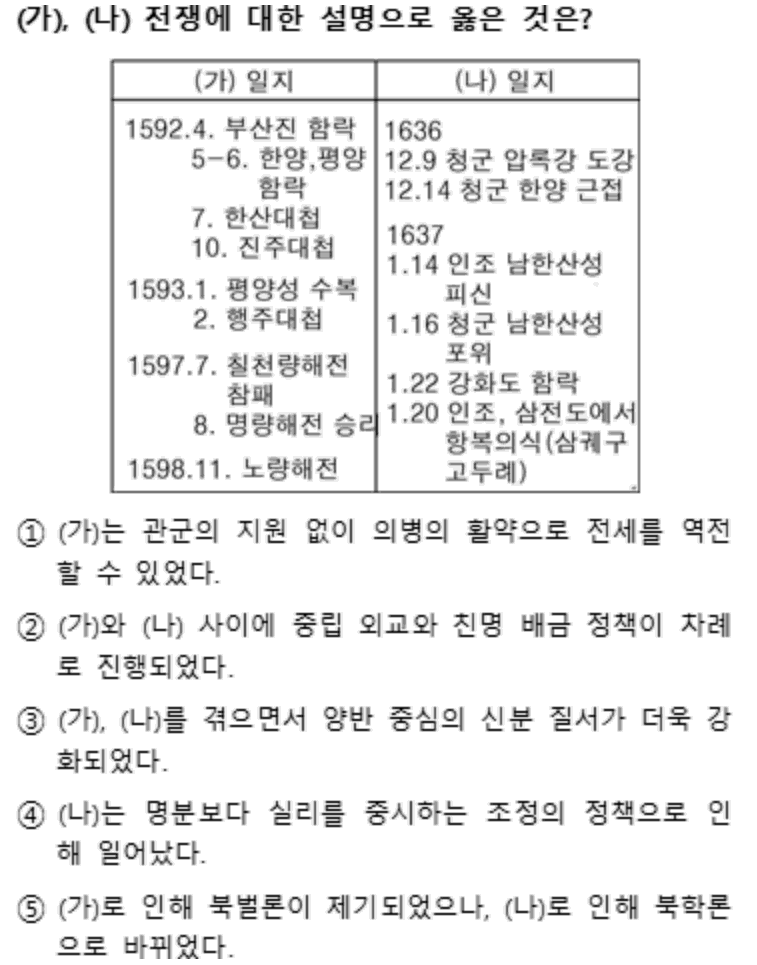 (가), (나) 전쟁에 대한 설명으로 옳은 것은?
(가) 일지
1592.4. 부산진 함락
5-6. 한양,평양
함락
7. 한산대첩
10. 진주대첩
1593.1. 평양성 수복
2. 행주대첩
1597.7. 칠천량해전
참패
8. 명량해전 승리
1598.11. 노량해전
(나) 일지
1636
12.9 청군 압록강 도강
12.14 청군 한양 근접
1637
1.14 인조 남한산성
피신
1.16 청군 남한산성
포위
1.22 강화도 함락
1.20 인조, 삼전도에서
항복의식(삼궤구
고두례)
① (가)는 관군의 지원 없이 의병의 활약으로 전세를 역전
할 수 있었다.
② (가)와 (나) 사이에 중립 외교와 친명 배금 정책이 차례
로 진행되었다.
③ (가), (나)를 겪으면서 양반 중심의 신분 질서가 더욱 강
화되었다.
④ (나)는 명분보다 실리를 중시하는 조정의 정책으로 인
해 일어났다.
⑤ (가)로 인해 북벌론이 제기되었으나, (나)로 인해 북학론
으로 바뀌었다.